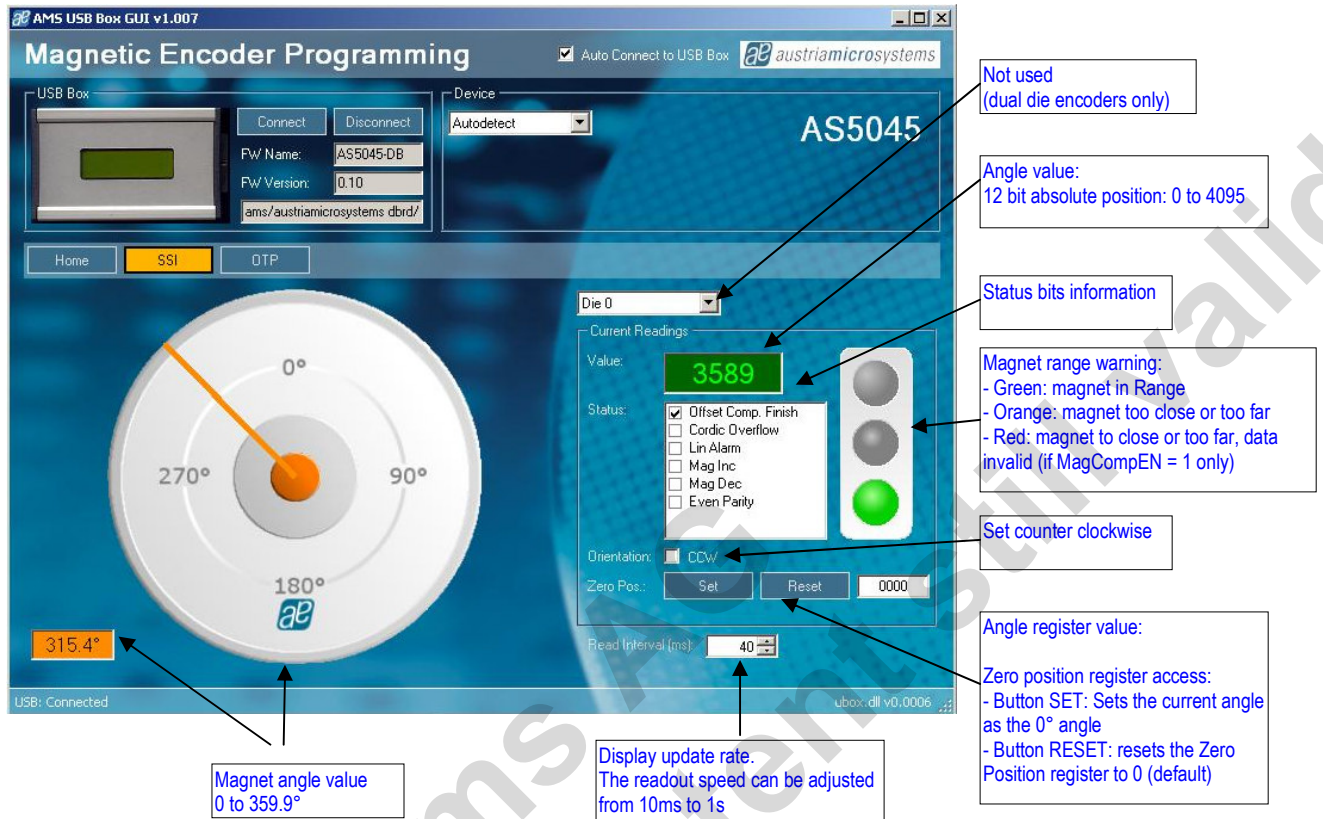 AMS USB Box GUI v1.007
Magnetic Encoder Programming
Auto Connect to USB Box
austriamicrosystems
USB Box
Connect
Disconnect
FW Name:
AS5045-DB
FW Version:
0.10
ams/austriamicrosystems dbrd/
Device
Autodetect
AS5045
Home
SSI
OTP
0°
90°
180°
270°
315.4°
Die 0
Current Readings
Value:
3589
Status:
Offset Comp. Finish
Cordic Overflow
Lin Alarm
Mag Inc
Mag Dec
Even Parity
Orientation:
CCW
Zero Pos.:
Set
Reset
0000
Read Interval (ms):
40
USB: Connected
ubox.dll v0.0006
Not used
(dual die encoders only)
Angle value:
12 bit absolute position: 0 to 4095
Status bits information
Magnet range warning:
- Green: magnet in Range
- Orange: magnet too close or too far
- Red: magnet to close or too far, data
invalid (if MagCompEN = 1 only)
Set counter clockwise
Angle register value:
Zero position register access:
- Button SET: Sets the current angle
as the 0° angle
- Button RESET: resets the Zero
Position register to 0 (default)
Magnet angle value
0 to 359.9°
Display update rate.
The readout speed can be adjusted
from 10ms to 1s
ams AG
tent still valid